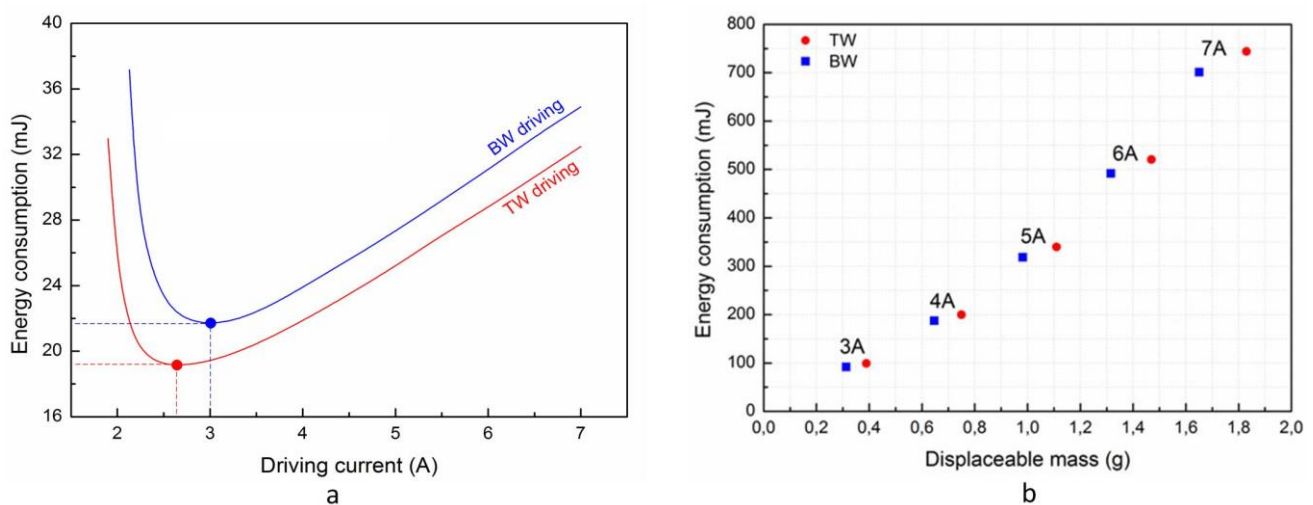 40
36
32
28
24
20
16
Energy consumption (mJ)
BW driving
TW driving
2 3 4 5 6 7
Driving current (A)
a
800
700
600
500
400
300
200
100
0
Energy consumption (mJ)
TW
BW
7A
6A
5A
4A
3A
0,0 0,2 0,4 0,6 0,8 1,0 1,2 1,4 1,6 1,8 2,0
Displaceable mass (g)
b